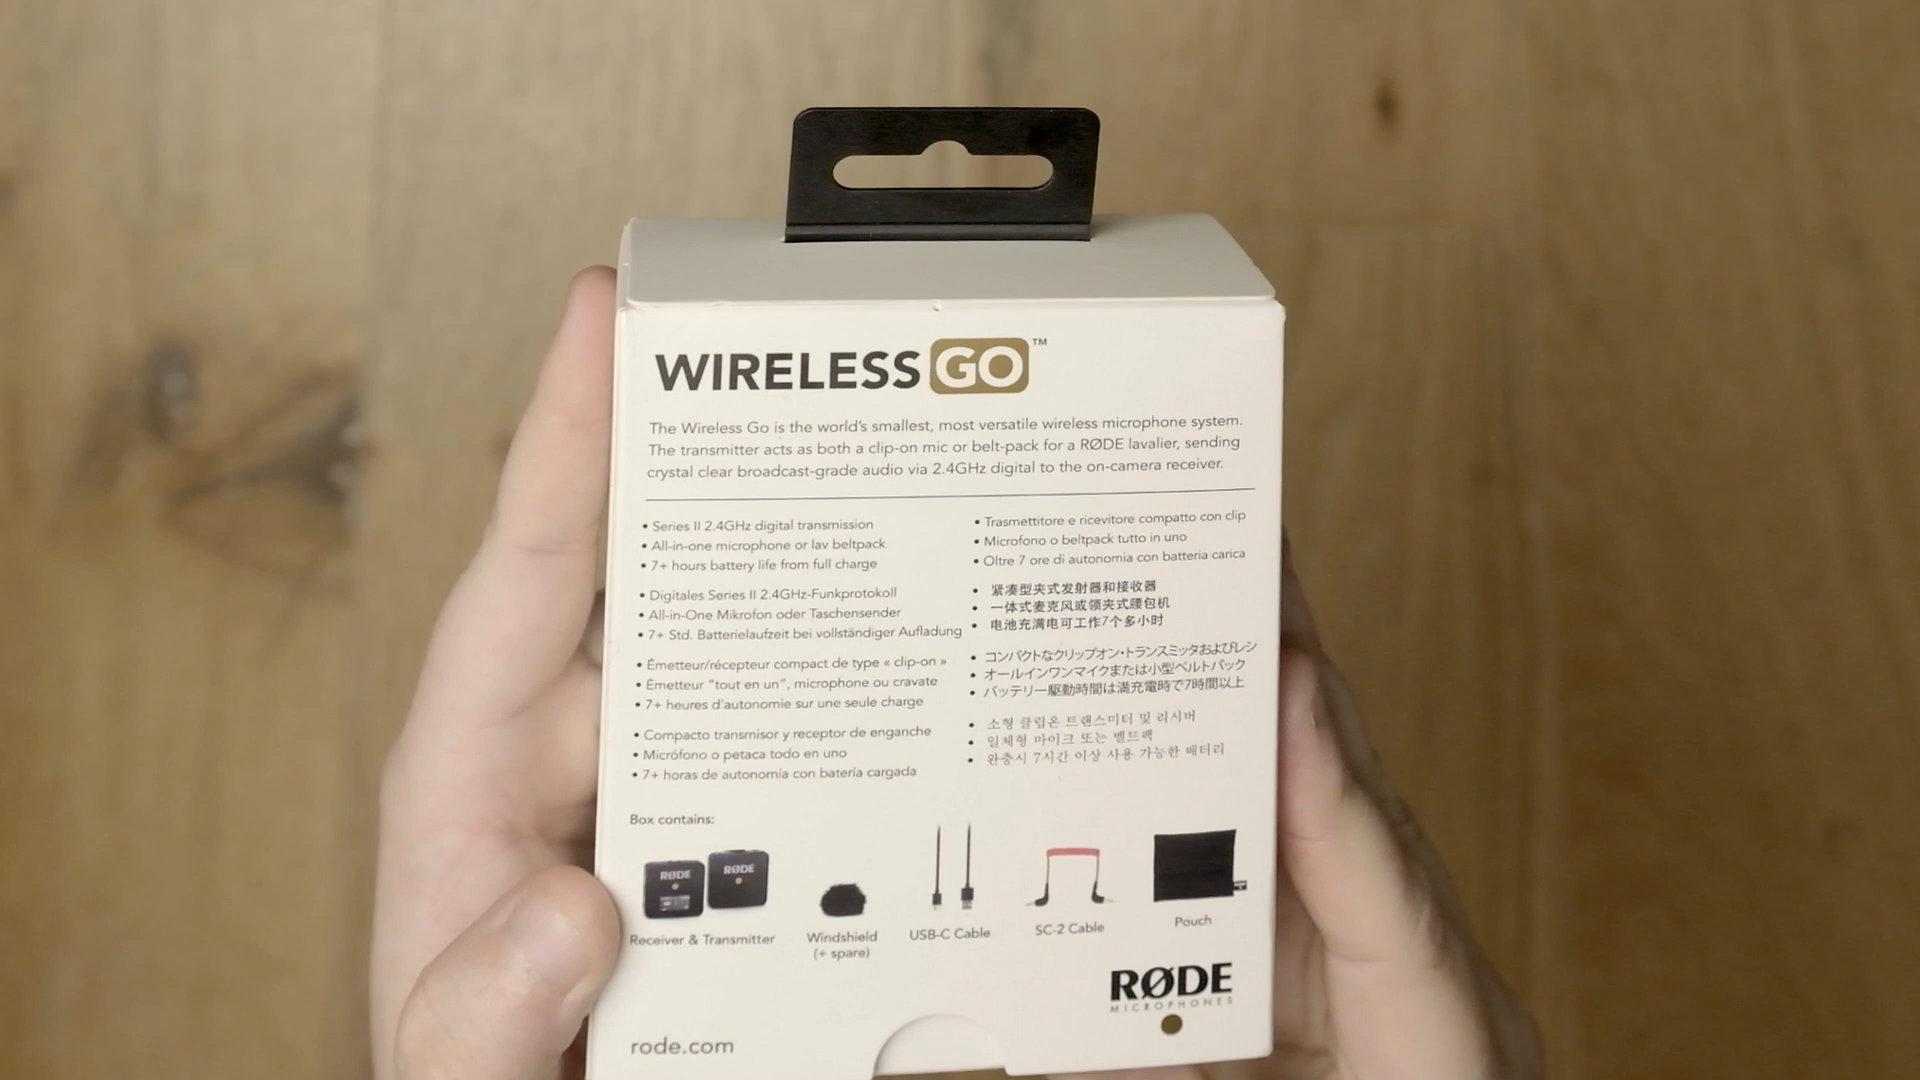 WIRELESS GO™
The Wireless Go is the world's smallest, most versatile wireless microphone system.
The transmitter acts as both a clip-on mic or belt-pack for a RØDE lavalier, sending
crystal clear broadcast-grade audio via 2.4GHz digital to the on-camera receiver.
• Series II 2.4GHz digital transmission
• All-in-one microphone or lav beltpack
• 7+ hours battery life from full charge
• Digitales Series II 2.4GHz-Funkprotokoll
• All-in-One Mikrofon oder Taschensender
• 7+ Std. Batterielaufzeit bei vollständiger Aufladung
• Émetteur/récepteur compact de type « clip-on »
• Émetteur "tout en un", microphone ou cravate
• 7+ heures d'autonomie sur une seule charge
• Compacto transmisor y receptor de enganche
• Micrófono o petaca todo en uno
• 7+ horas de autonomía con batería cargada
• Trasmettitore e ricevitore compatto con clip
• Microfono o beltpack tutto in uno
• Oltre 7 ore di autonomia con batteria carica
• 紧凑型夹式发射器和接收器
• 一体式麦克风或领夹式腰包机
• 电池充满电可工作7个多小时
• コンパクトなクリップオン・トランスミッタおよびレシ
• オールインワンマイクまたは小型ベルトパック
• バッテリー駆動時間は満充電時で7時間以上
• 소형 클립온 트랜스미터 및 리시버
• 일체형 마이크 또는 벨트팩
• 완충시 7시간 이상 사용 가능한 배터리
Box contains:
RØDE
RØDE
Receiver & Transmitter
Windshield
(+ spare)
USB-C Cable
SC-2 Cable
Pouch
RØDE
MICROPHONES
rode.com